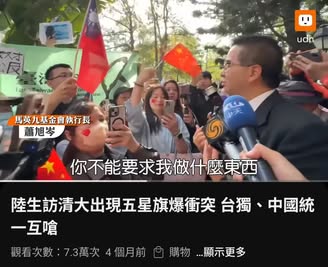 udn
馬英九基金會執行長
蕭旭岑
你不能要求我做什麼東西
陸生訪清大出現五星旗爆衝突 台獨、中國統
一互嗆
觀看次數：7.3萬次 4 個月前 購物 ...顯示更多